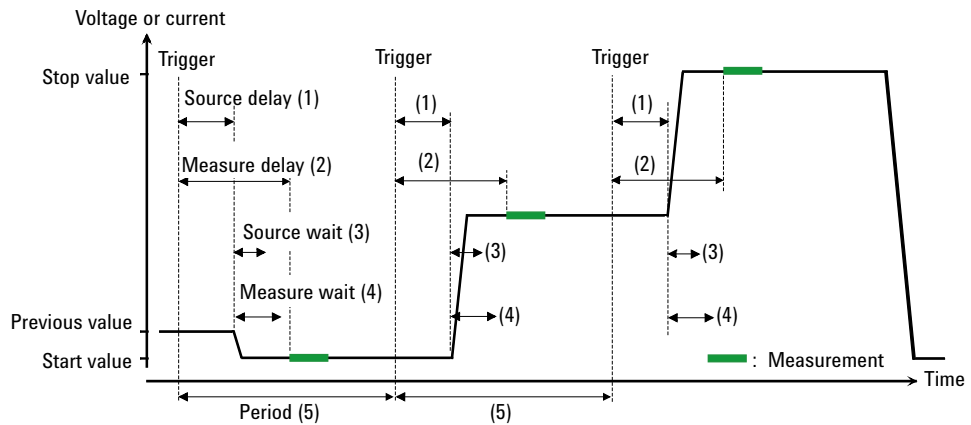 Voltage or current
Trigger
Trigger
Trigger
Stop value
Source delay (1)
(1)
(1)
Measure delay (2)
(2)
(2)
Source wait (3)
(3)
(3)
Measure wait (4)
(4)
(4)
Previous value
Start value
: Measurement
Time
Period (5)
(5)